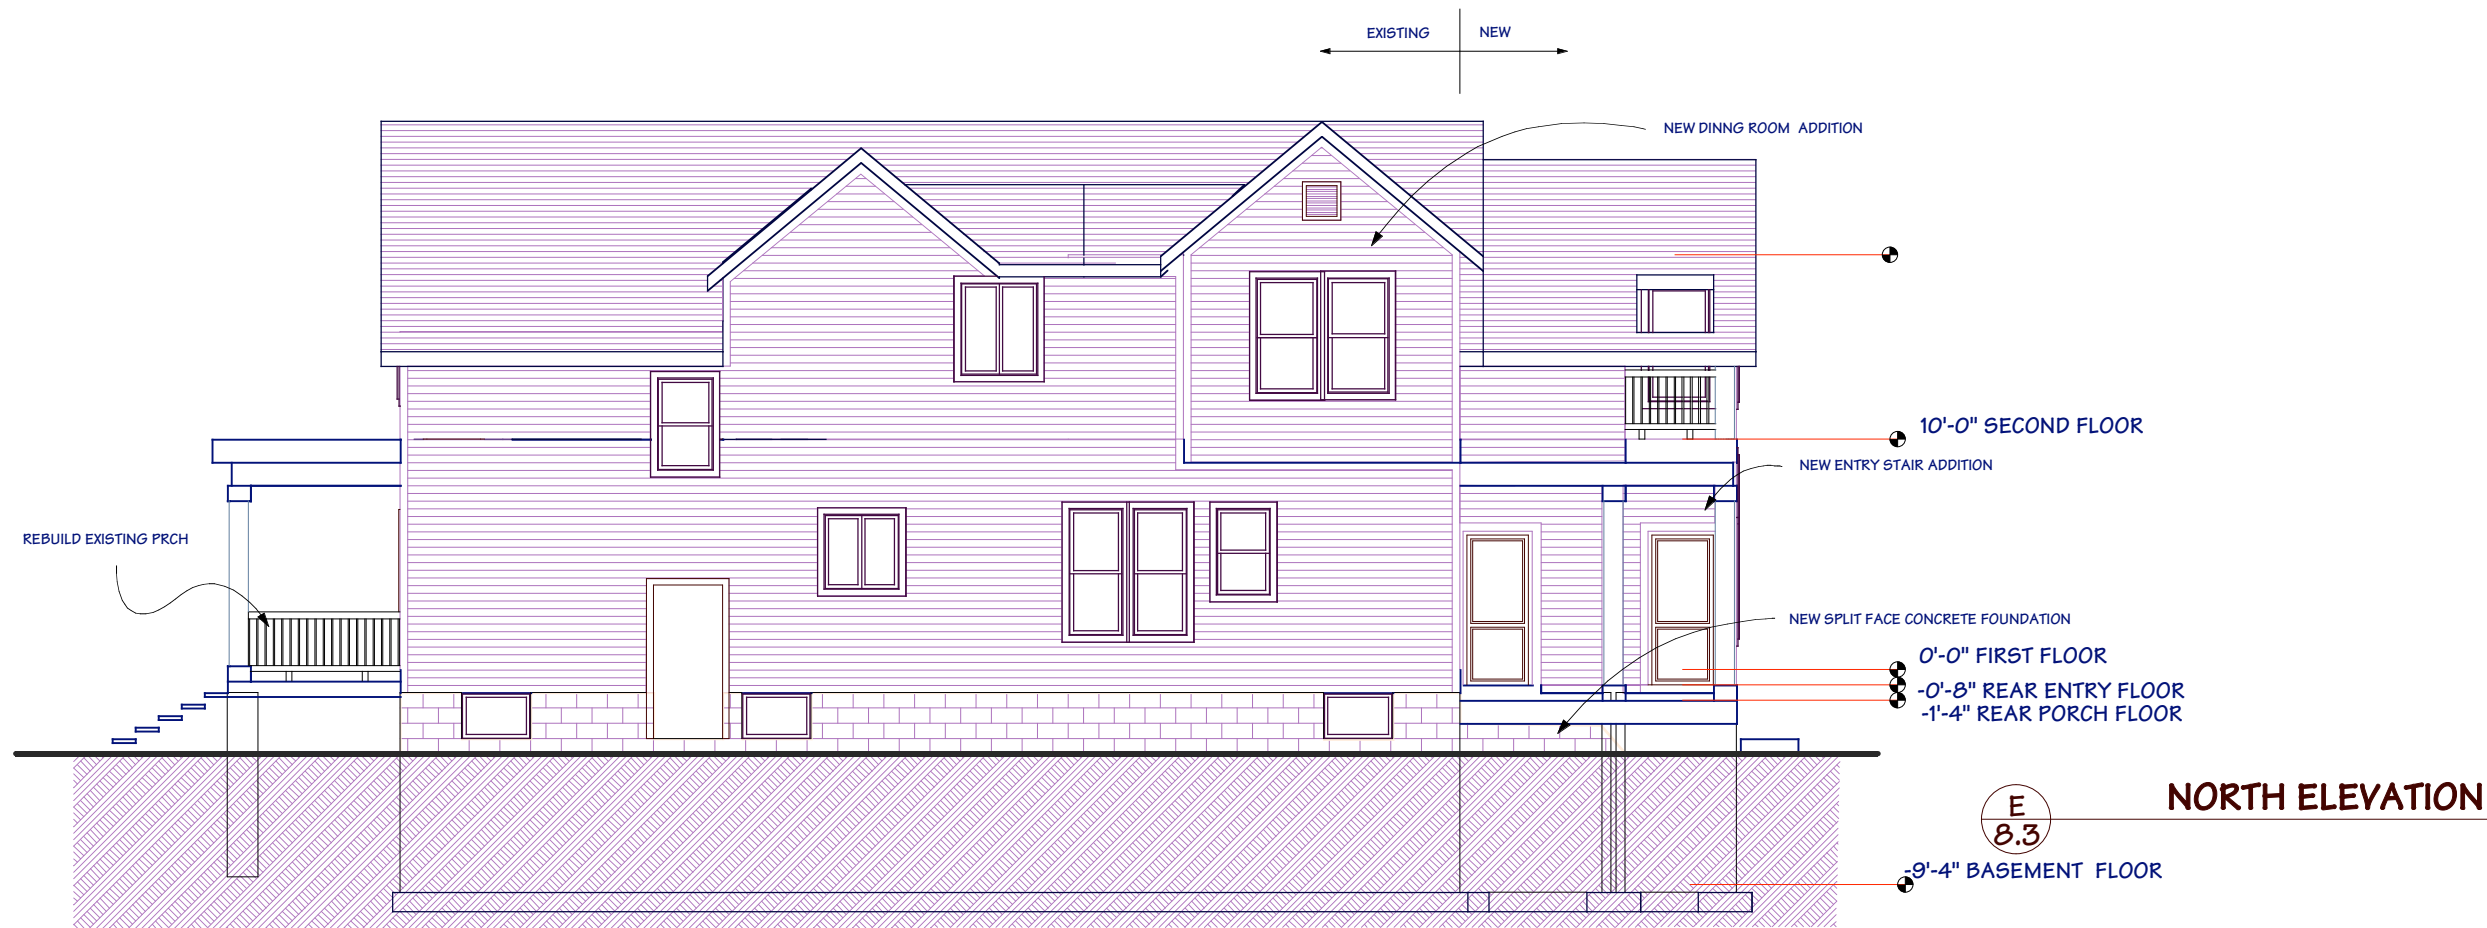 EXISTING
NEW
NEW DINNG ROOM ADDITION
10'-0" SECOND FLOOR
NEW ENTRY STAIR ADDITION
REBUILD EXISTING PRCH
NEW SPLIT FACE CONCRETE FOUNDATION
0'-0" FIRST FLOOR
-0'-8" REAR ENTRY FLOOR
-1'-4" REAR PORCH FLOOR
NORTH ELEVATION
E
8.3
-9'-4" BASEMENT FLOOR